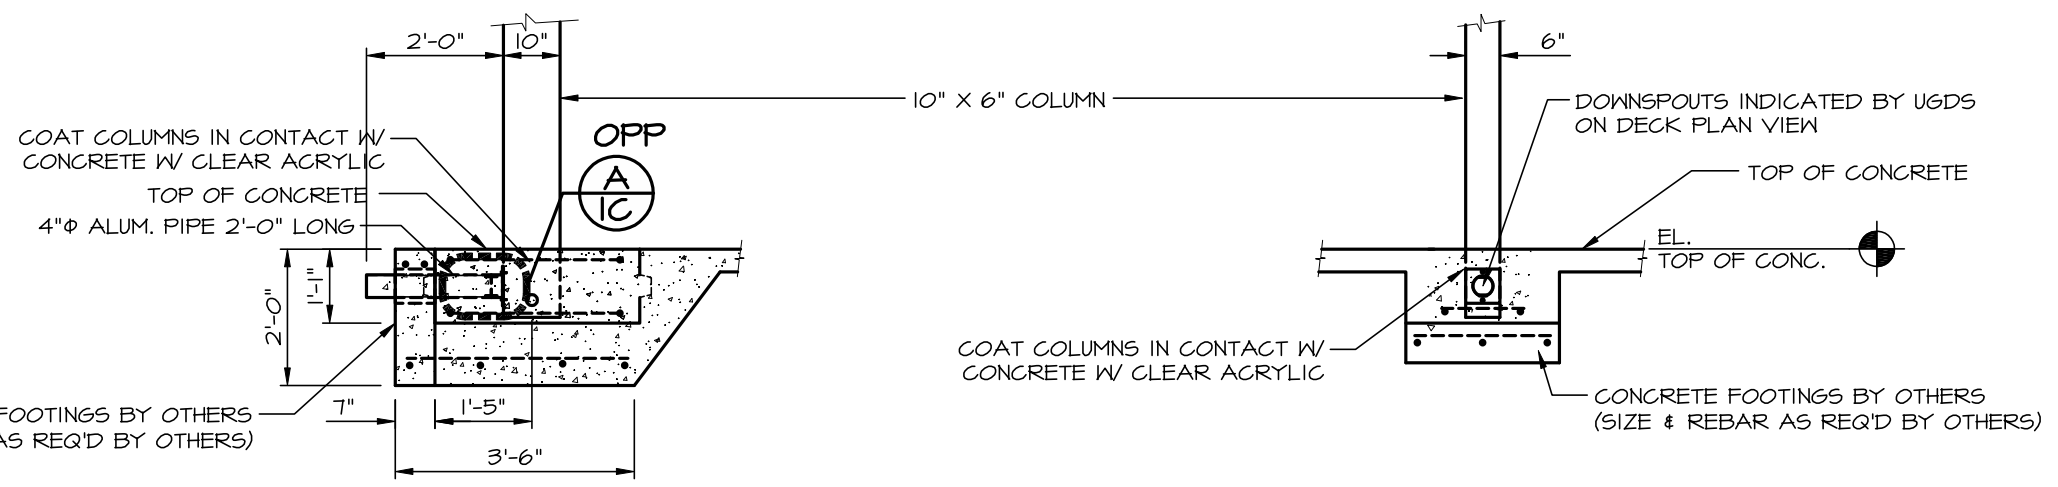 2'-0"
10"
6"
10" X 6" COLUMN
DOWNSPOUTS INDICATED BY UGDS
ON DECK PLAN VIEW
COAT COLUMNS IN CONTACT W/
CONCRETE W/ CLEAR ACRYLIC
OPP
A
1C
TOP OF CONCRETE
TOP OF CONCRETE
4"Φ ALUM. PIPE 2'-0" LONG
EL.
TOP OF CONC.
1'-1"
2'-0"
COAT COLUMNS IN CONTACT W/
CONCRETE W/ CLEAR ACRYLIC
FOOTINGS BY OTHERS
AS REQ'D BY OTHERS)
7"
1'-5"
3'-6"
CONCRETE FOOTINGS BY OTHERS
(SIZE & REBAR AS REQ'D BY OTHERS)